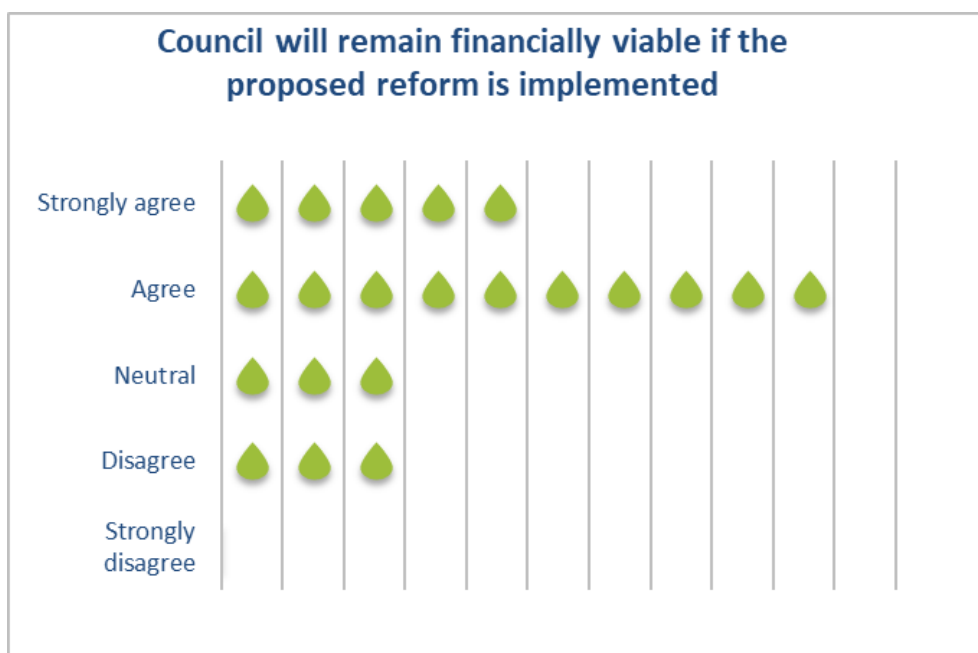 Council will remain financially viable if the
proposed reform is implemented
Strongly agree
Agree
Neutral
Disagree
Strongly
disagree